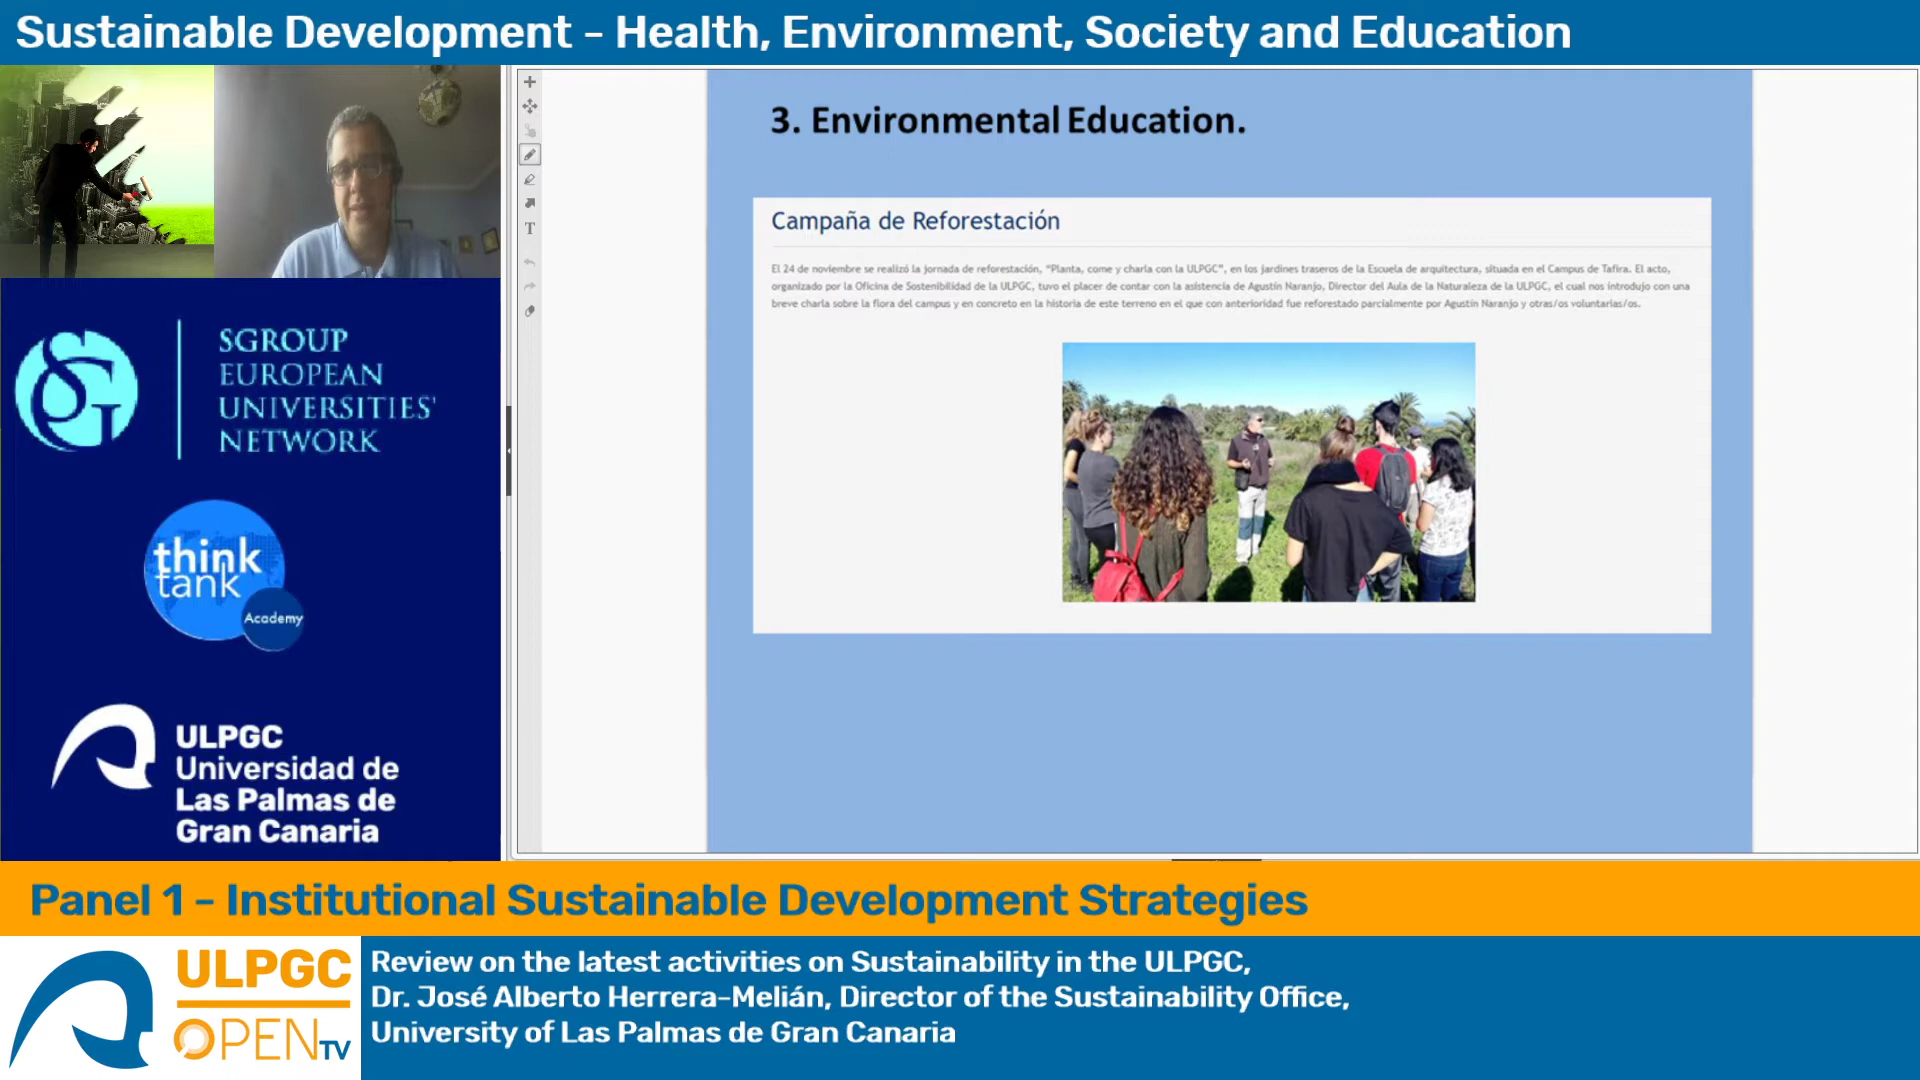 Sustainable Development - Health, Environment, Society and Education
SGROUP
EUROPEAN
UNIVERSITIES'
NETWORK
think
tank
Academy
ULPGC
Universidad de
Las Palmas de
Gran Canaria
T
3. Environmental Education.
Campaña de Reforestación
El 24 de noviembre se realizó la jornada de reforestación, "Planta, come y charla con la ULPGC", en los jardines traseros de la Escuela de arquitectura, situada en el Campus de Tafira. El acto,
organizado por la Oficina de Sostenibilidad de la ULPGC, tuvo el placer de contar con la asistencia de Agustín Naranjo, Director del Aula de la Naturaleza de la ULPGC, el cual nos introdujo con una
breve charla sobre la flora del campus y en concreto en la historia de este terreno en el que con anterioridad fue reforestado parcialmente por Agustín Naranjo y otras/os voluntarias/os.
Panel 1 - Institutional Sustainable Development Strategies
ULPGC
OPENTV
Review on the latest activities on Sustainability in the ULPGC,
Dr. José Alberto Herrera-Melián, Director of the Sustainability Office,
University of Las Palmas de Gran Canaria